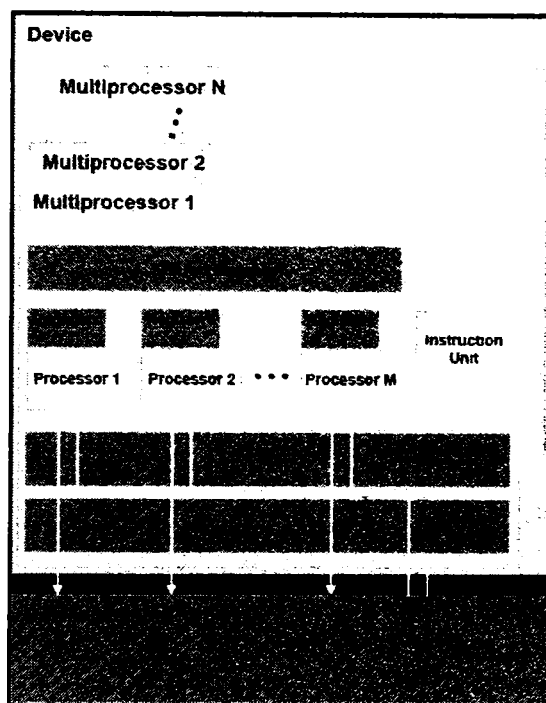 Device
Multiprocessor N
Multiprocessor 2
Multiprocessor 1
Instruction
Unit
Processor 1
Processor 2
••• Processor M